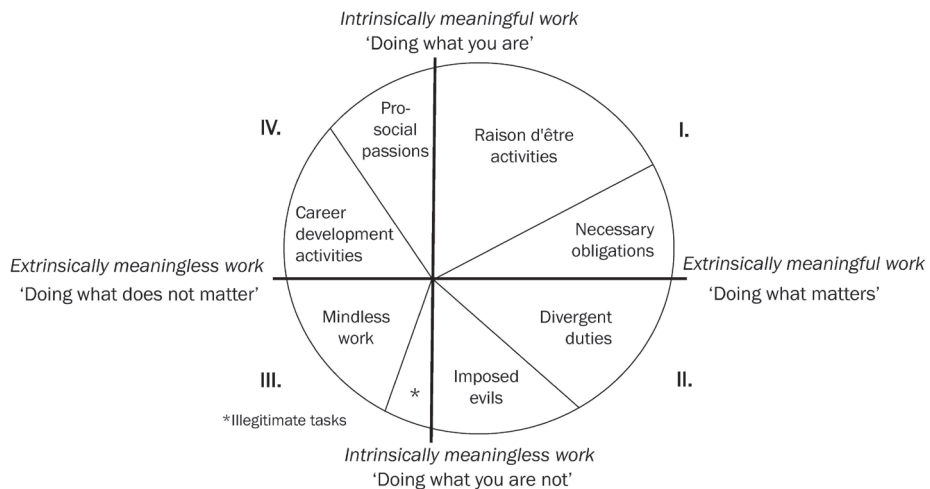 Intrinsically meaningful work
‘Doing what you are’
IV.
Pro-
social
passions
Raison d'être
activities
I.
Career
development
activities
Necessary
obligations
Extrinsically meaningless work
‘Doing what does not matter’
Extrinsically meaningful work
‘Doing what matters’
Mindless
work
Divergent
duties
III.
*
Imposed
evils
II.
*Illegitimate tasks
Intrinsically meaningless work
‘Doing what you are not’